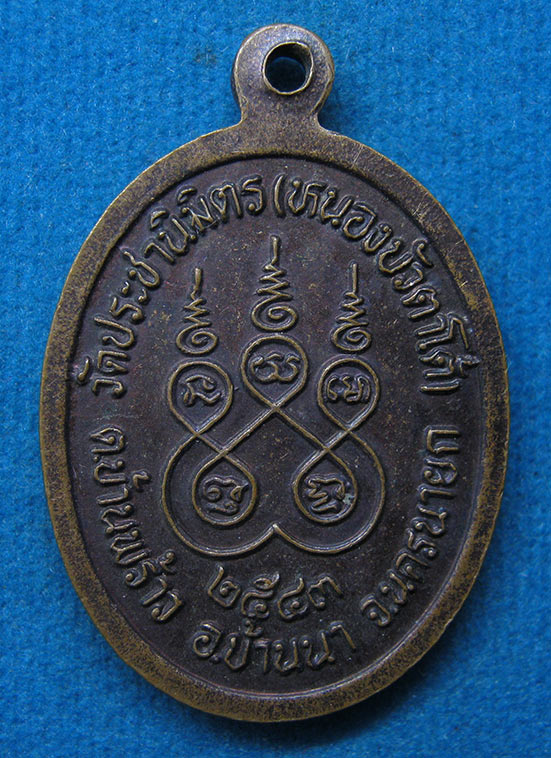 วัดประชานิมิตร (หนองบัวตาโต้)
ต.บ้านพร้าว อ.บ้านนา จ.นครนายก
๒๕๔๓